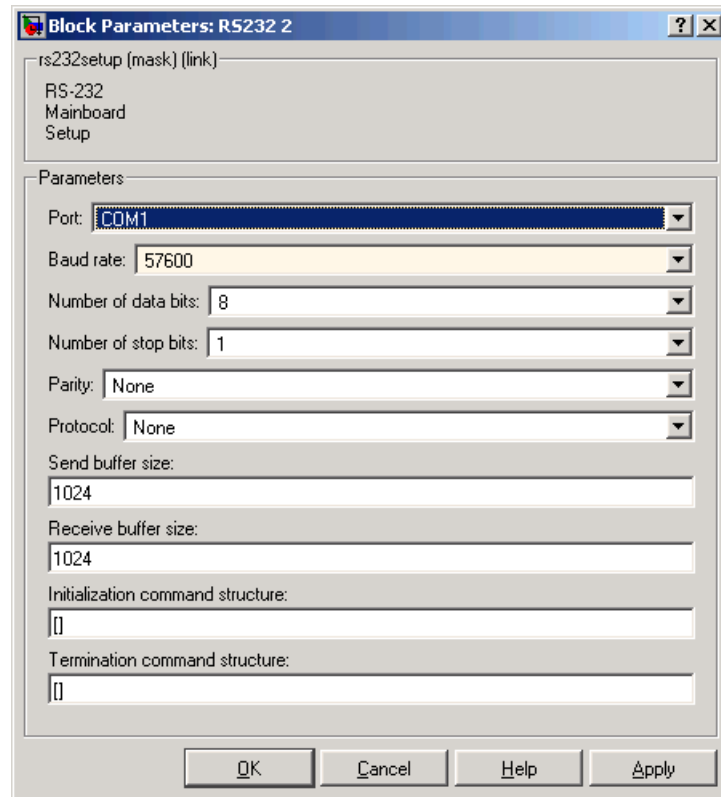 Block Parameters: RS232 2
rs232setup (mask) (link)
RS-232
Mainboard
Setup
Parameters
Port: COM1
Baud rate: 57600
Number of data bits: 8
Number of stop bits: 1
Parity: None
Protocol: None
Send buffer size:
1024
Receive buffer size:
1024
Initialization command structure:
[]
Termination command structure:
[]
OK Cancel Help Apply